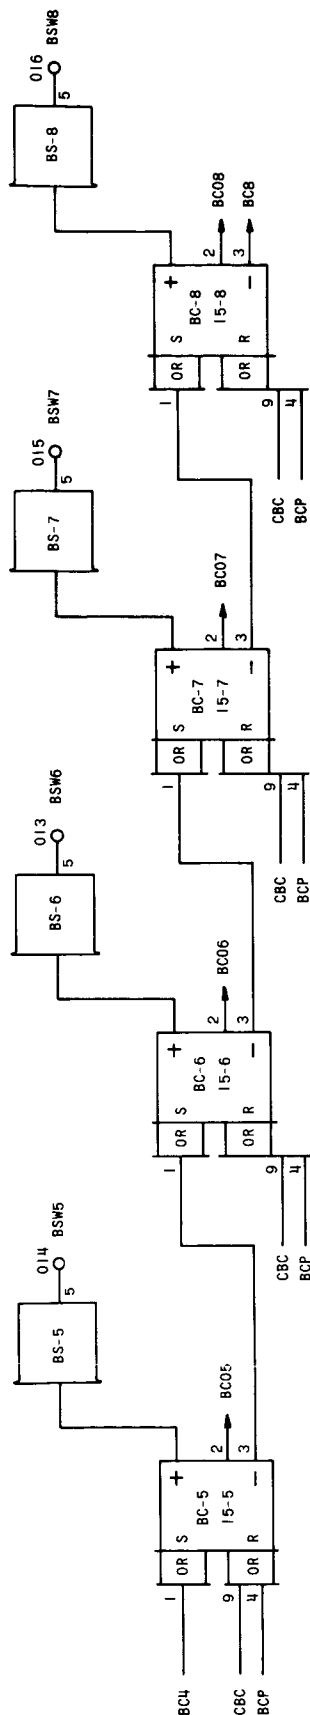 BS-5
5
014
BSW5
BS-6
5
013
BSW6
BS-7
5
015
BSW7
BS-8
5
016
BSW8
BC4
1
CBC
9
BCP
4
OR
OR
S
R
BC-5
15-5
+
−
2
BC05
3
1
CBC
9
BCP
4
OR
OR
S
R
BC-6
15-6
+
−
2
BC06
3
1
CBC
9
BCP
4
OR
OR
S
R
BC-7
15-7
+
−
2
BC07
3
1
CBC
9
BCP
4
OR
OR
S
R
BC-8
15-8
+
−
2
BC08
3
BC8